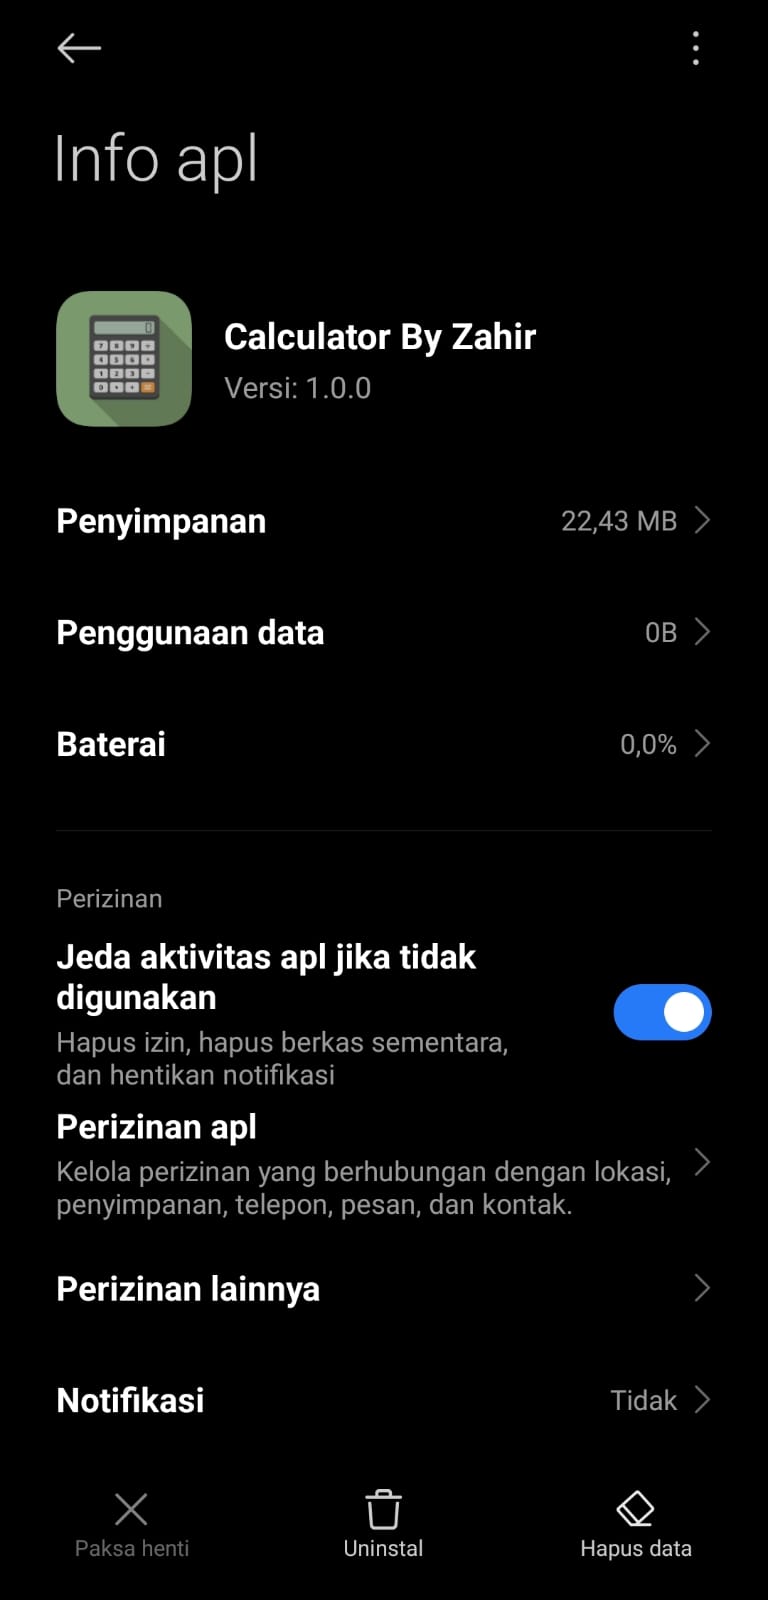 Info apl
Calculator By Zahir
Versi: 1.0.0
Penyimpanan 22,43 MB
Penggunaan data 0B
Baterai 0,0%
Perizinan
Jeda aktivitas apl jika tidak
digunakan
Hapus izin, hapus berkas sementara,
dan hentikan notifikasi
Perizinan apl
Kelola perizinan yang berhubungan dengan lokasi,
penyimpanan, telepon, pesan, dan kontak.
Perizinan lainnya
Notifikasi Tidak
Paksa henti Uninstal Hapus data